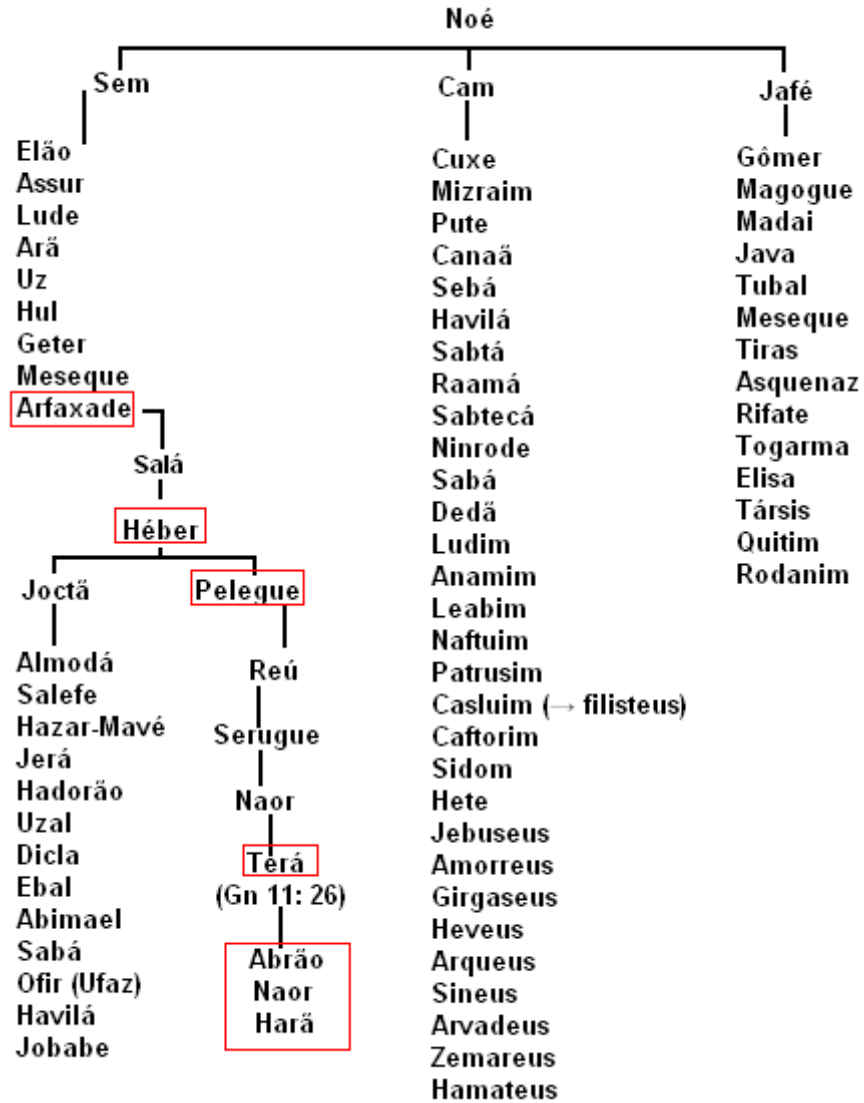 Noé
Sem
Cam
Jafé
Elão
Assur
Lude
Arã
Uz
Hul
Geter
Meseque
Arfaxade
Salá
Héber
Joctã
Pelegue
Almodá
Salefe
Hazar-Mavé
Jerá
Hadorão
Uzal
Dicla
Ebal
Abimael
Sabá
Ofir (Ufaz)
Havilá
Jobabe
Reú
Serugue
Naor
Terá
(Gn 11: 26)
Abrão
Naor
Harã
Cuxe
Mizraim
Pute
Canaã
Sebá
Havilá
Sabtá
Raamá
Sabtecá
Ninrode
Sabá
Dedã
Ludim
Anamim
Leabim
Naftuim
Patrusim
Casluim (→ filisteus)
Caftorim
Sidom
Hete
Jebuseus
Amorreus
Girgaseus
Heveus
Arqueus
Sineus
Arvadeus
Zemareus
Hamateus
Gômer
Magogue
Madai
Java
Tubal
Meseque
Tiras
Asquenaz
Rifate
Togarma
Elisa
Társis
Quitim
Rodanim